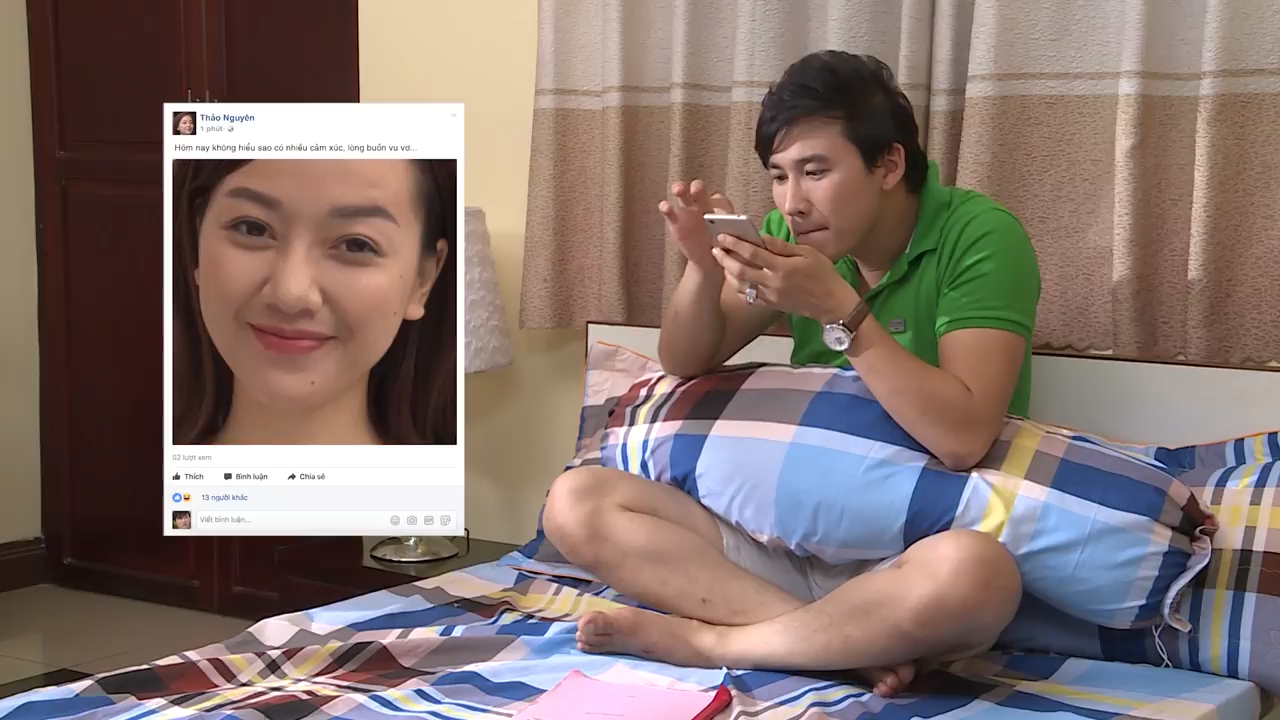 Thảo Nguyên
1 phút ·
Hôm nay không hiểu sao có nhiều cảm xúc, lòng buồn vu vơ...
52 lượt xem
Thích Bình luận Chia sẻ
13 người khác
Viết bình luận...